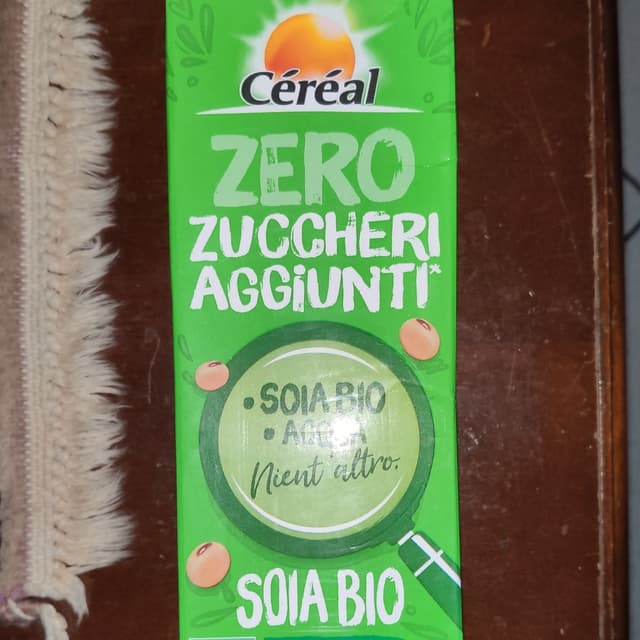 Céréal
ZERO
ZUCCHERI
AGGIUNTI*
• SOIA BIO
• ACQUA
Nient'altro.
SOIA BIO